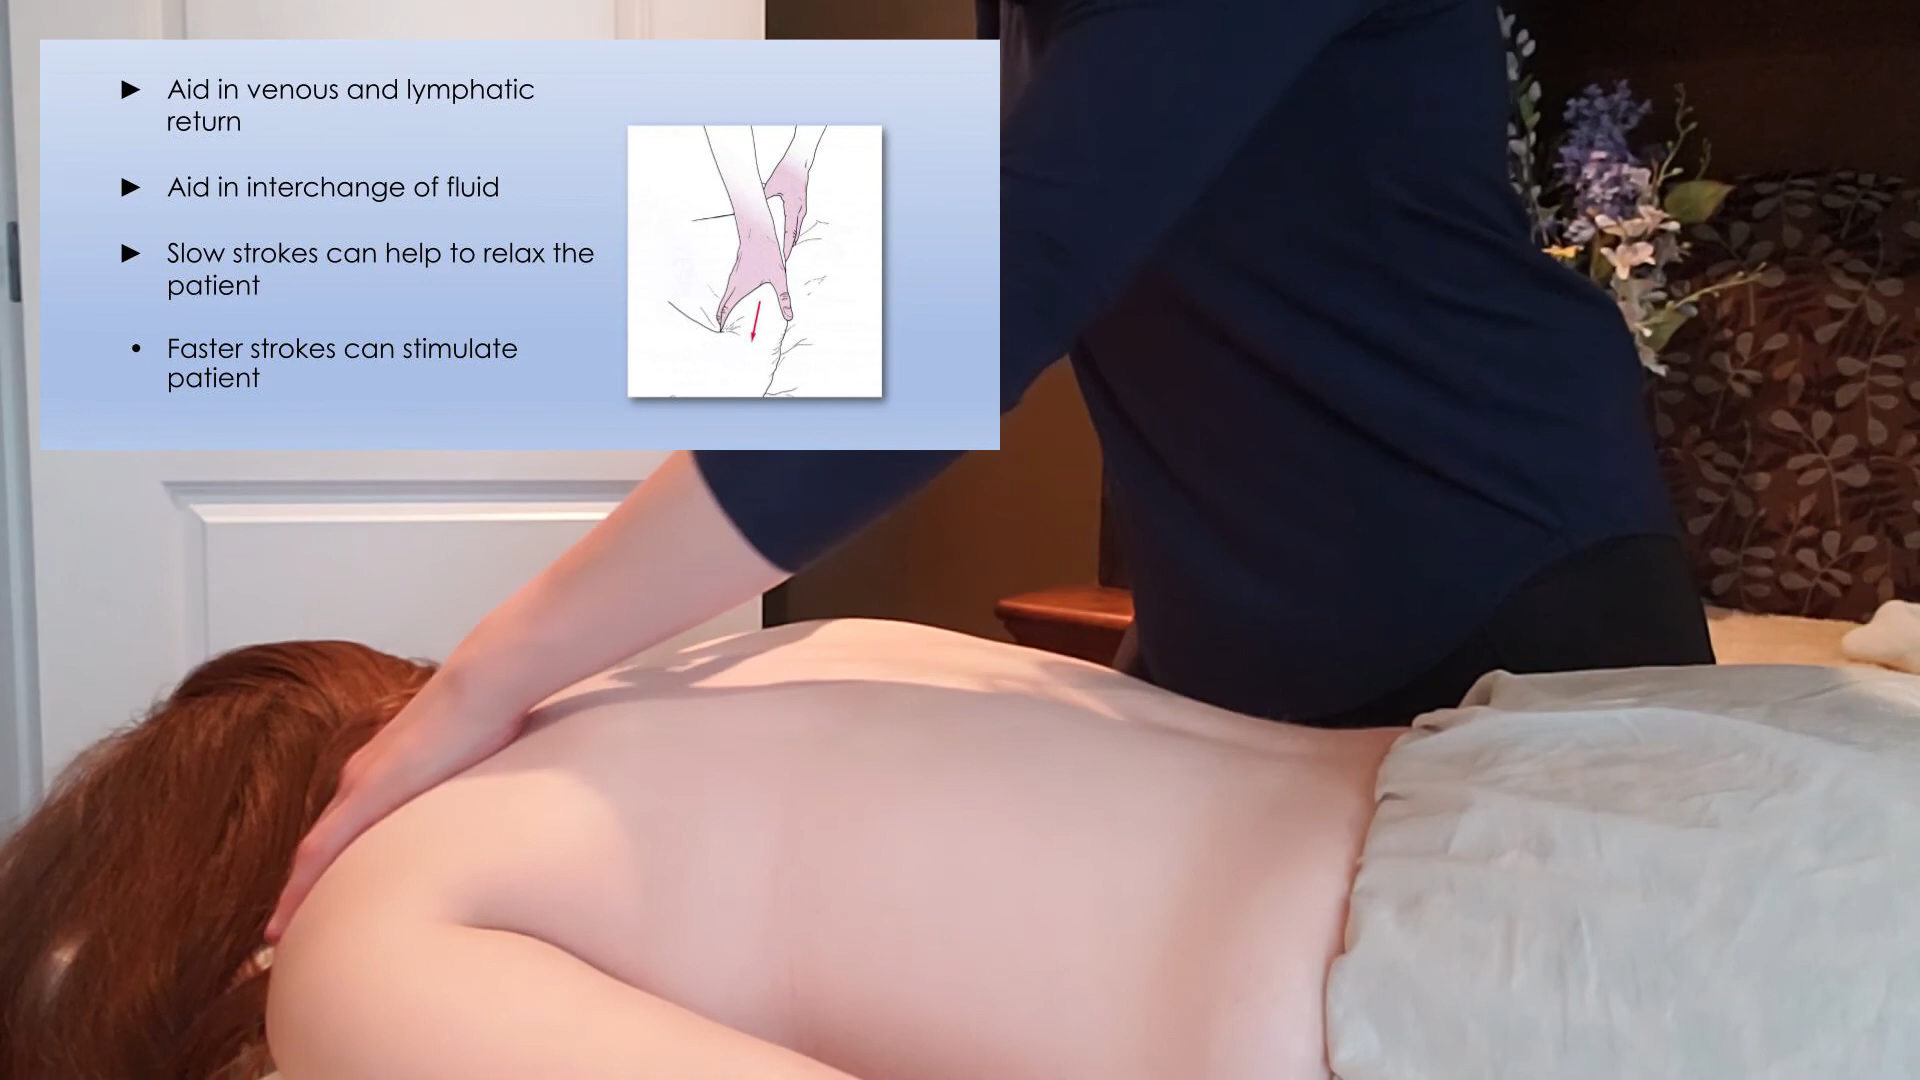 ► Aid in venous and lymphatic
return
► Aid in interchange of fluid
► Slow strokes can help to relax the
patient
• Faster strokes can stimulate
patient